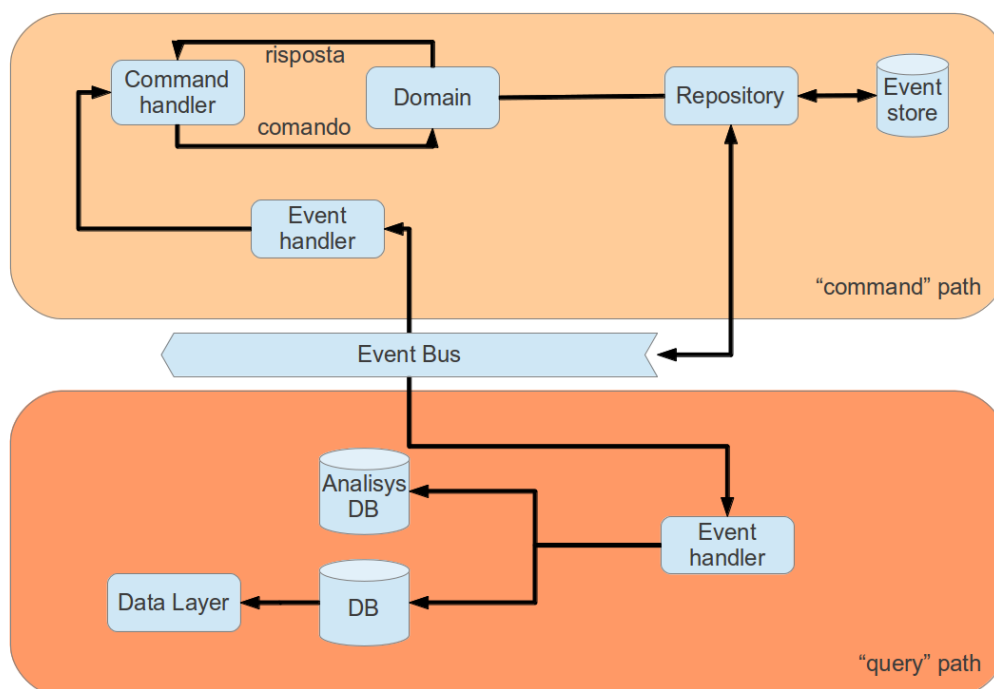 risposta
Command
handler
Domain
Repository
Event
store
comando
Event
handler
“command” path
Event Bus
Analisys
DB
Event
handler
Data Layer
DB
“query” path